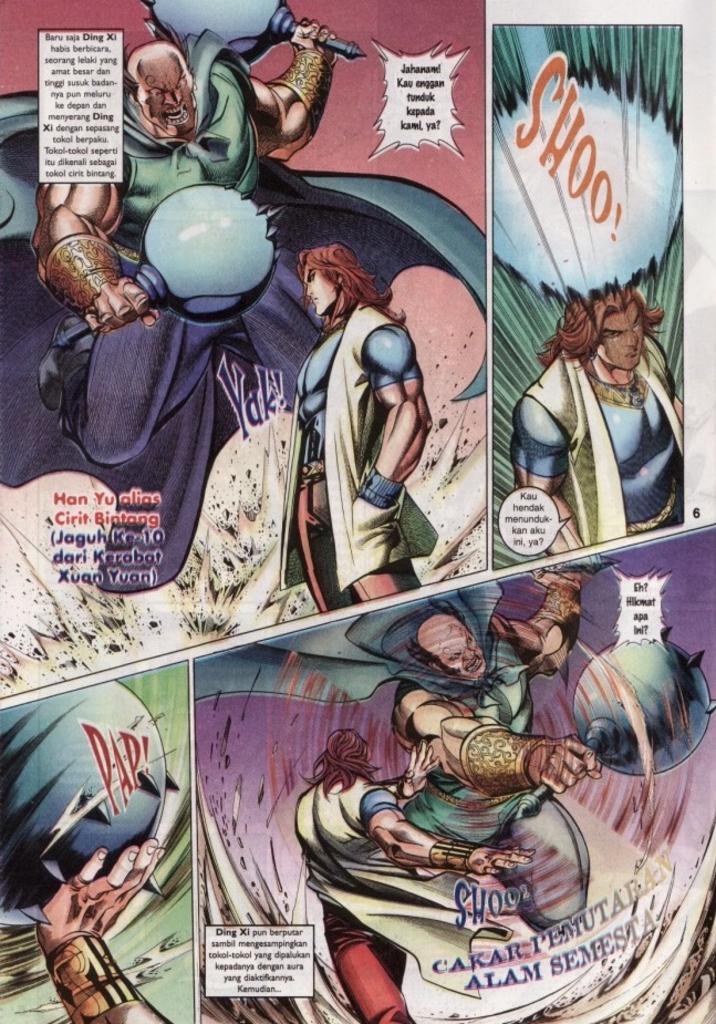 Baru saja Ding Xi
habis berbicara,
seorang lelaki yang
amat besar dan
tinggi susuk badan-
nya pun meluru
ke depan dan
menyerang Ding
Xi dengan sepasang
tokol berpaku.
Tokol-tokol seperti
itu dikenali sebagai
tokol cirit bintang.
Jahanam!
Kau enggan
tunduk
kepada
kami, ya?
SHOO!
Yak!
Han Yu alias
Cirit Bintang
(Jaguh Ke-10
dari Kerabat
Xuan Yuan)
Kau
hendak
menunduk-
kan aku
ini, ya?
6
PAP!
Eh?
Hikmat
apa
ini?
SHOO!
CAKAR PEMUTARAN
ALAM SEMESTA
Ding Xi pun berputar
sambil mengesampingkan
tokol-tokol yang dipalukan
kepadanya dengan aura
yang diaktifkannya.
Kemudian...